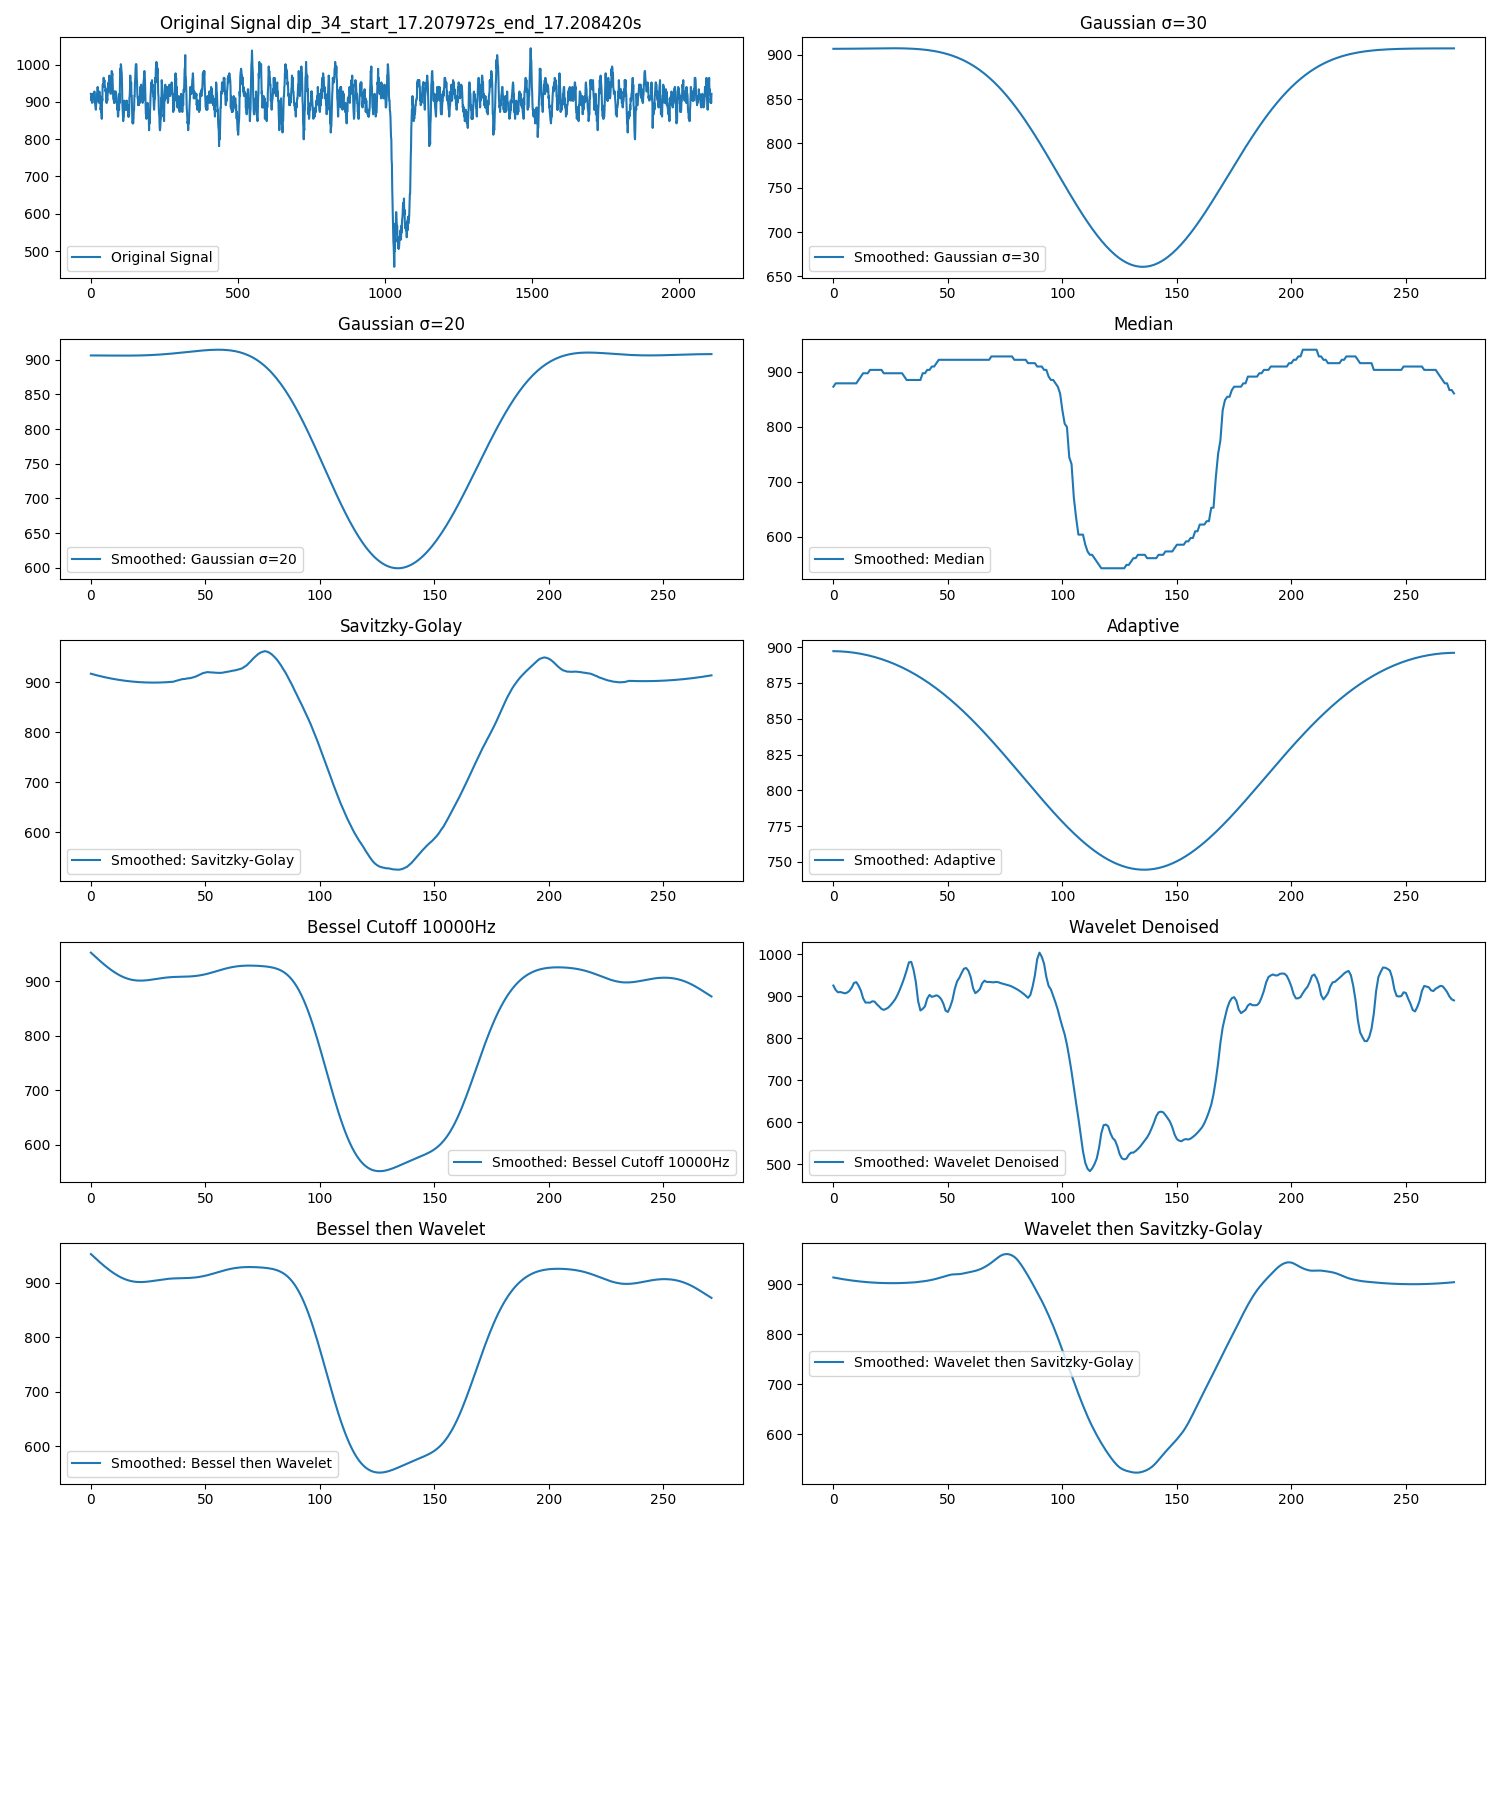 Original Signal dip_34_start_17.207972s_end_17.208420s
1000
900
800
700
600
500
Original Signal
0 500 1000 1500 2000
Gaussian σ=30
900
850
800
750
700
650
Smoothed: Gaussian σ=30
0 50 100 150 200 250
Gaussian σ=20
900
850
800
750
700
650
600
Smoothed: Gaussian σ=20
0 50 100 150 200 250
Median
900
800
700
600
Smoothed: Median
0 50 100 150 200 250
Savitzky-Golay
900
800
700
600
Smoothed: Savitzky-Golay
0 50 100 150 200 250
Adaptive
900
875
850
825
800
775
750
Smoothed: Adaptive
0 50 100 150 200 250
Bessel Cutoff 10000Hz
900
800
700
600
Smoothed: Bessel Cutoff 10000Hz
0 50 100 150 200 250
Wavelet Denoised
1000
900
800
700
600
500
Smoothed: Wavelet Denoised
0 50 100 150 200 250
Bessel then Wavelet
900
800
700
600
Smoothed: Bessel then Wavelet
0 50 100 150 200 250
Wavelet then Savitzky-Golay
900
800
700
600
Smoothed: Wavelet then Savitzky-Golay
0 50 100 150 200 250